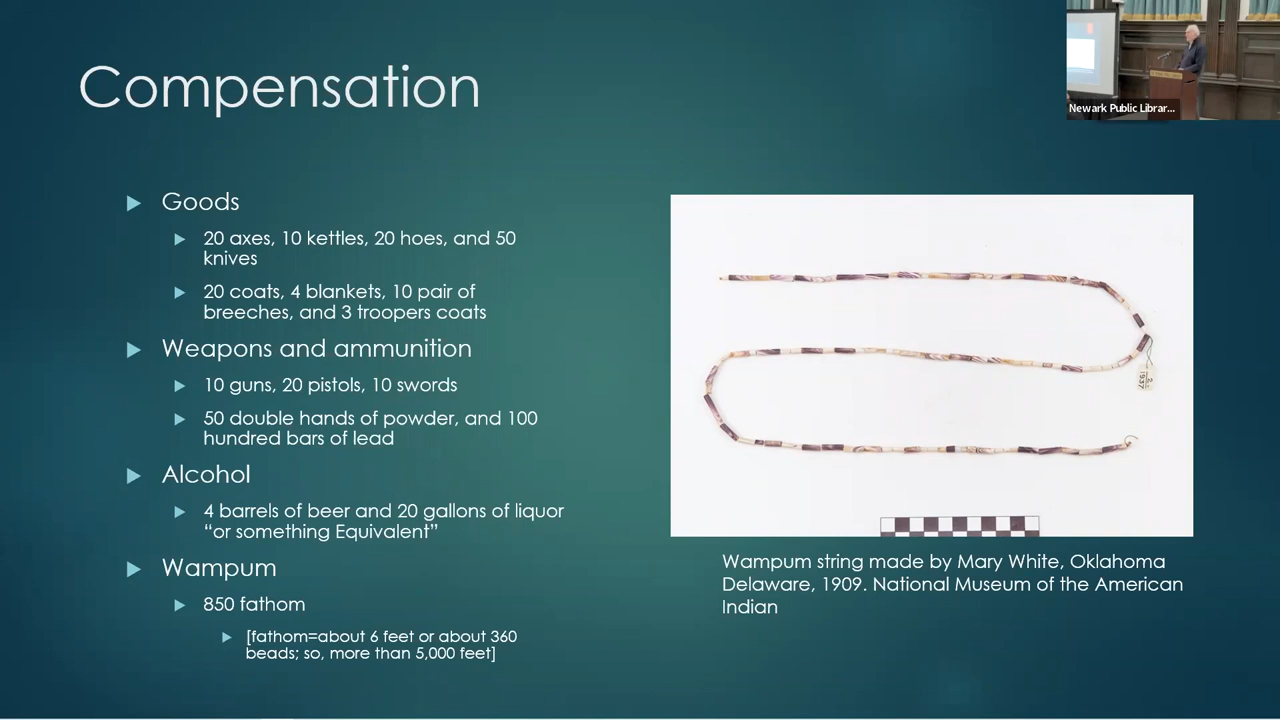 Compensation
Newark Public Librar...
Goods
20 axes, 10 kettles, 20 hoes, and 50
knives
20 coats, 4 blankets, 10 pair of
breeches, and 3 troopers coats
Weapons and ammunition
10 guns, 20 pistols, 10 swords
50 double hands of powder, and 100
hundred bars of lead
Alcohol
4 barrels of beer and 20 gallons of liquor
“or something Equivalent”
Wampum
850 fathom
[fathom=about 6 feet or about 360
beads; so, more than 5,000 feet]
Wampum string made by Mary White, Oklahoma
Delaware, 1909. National Museum of the American
Indian